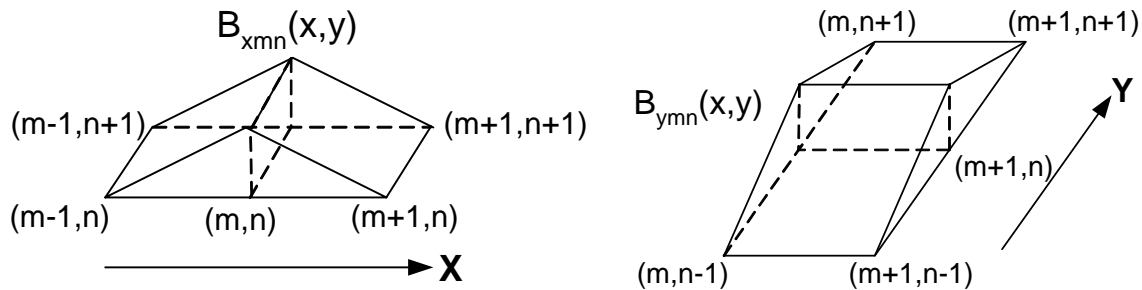 B_xmn(x,y)
(m-1,n+1)
(m+1,n+1)
(m-1,n)
(m,n)
(m+1,n)
X
(m,n+1)
(m+1,n+1)
B_ymn(x,y)
Y
(m+1,n)
(m,n-1)
(m+1,n-1)